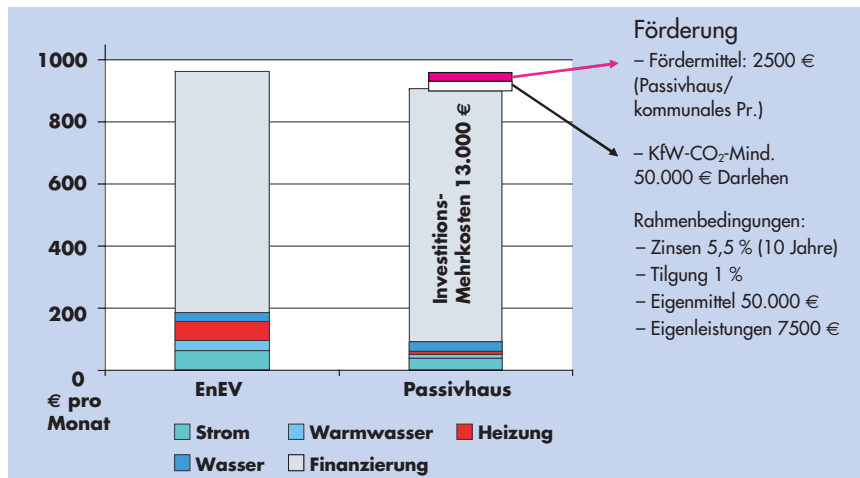 1000
800
600
400
200
0
€ pro
Monat
EnEV
Passivhaus
Investitions-
Mehrkosten 13.000 €
Strom
Warmwasser
Heizung
Wasser
Finanzierung
Förderung
– Fördermittel: 2500 €
(Passivhaus/
kommunales Pr.)
– KfW-CO₂-Mind.
50.000 € Darlehen
Rahmenbedingungen:
– Zinsen 5,5 % (10 Jahre)
– Tilgung 1 %
– Eigenmittel 50.000 €
– Eigenleistungen 7500 €